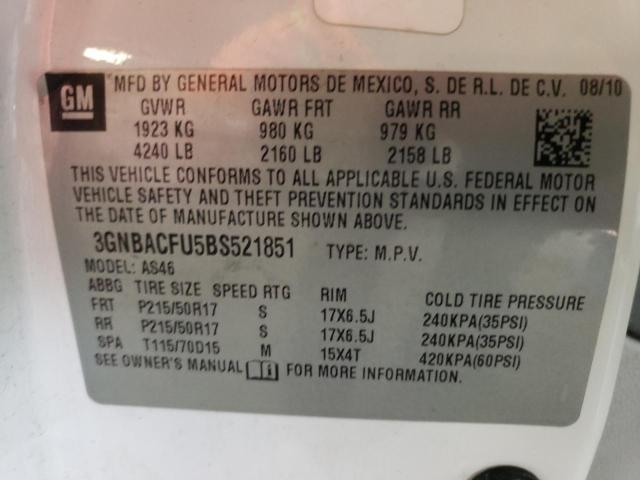 GM
*MFD BY GENERAL MOTORS DE MEXICO, S. DE R.L. DE C.V. 08/10
GVWR GAWR FRT GAWR RR
1923 KG 980 KG 979 KG
4240 LB 2160 LB 2158 LB
THIS VEHICLE CONFORMS TO ALL APPLICABLE U.S. FEDERAL MOTOR
VEHICLE SAFETY AND THEFT PREVENTION STANDARDS IN EFFECT ON
THE DATE OF MANUFACTURE SHOWN ABOVE.
3GNBACFU5BS521851 TYPE: M.P.V.
MODEL: AS46
ABBG TIRE SIZE SPEED RTG RIM COLD TIRE PRESSURE
FRT P215/50R17 S 17X6.5J 240KPA(35PSI)
RR P215/50R17 S 17X6.5J 240KPA(35PSI)
SPA T115/70D15 M 15X4T 420KPA(60PSI)
SEE OWNER'S MANUAL FOR MORE INFORMATION.